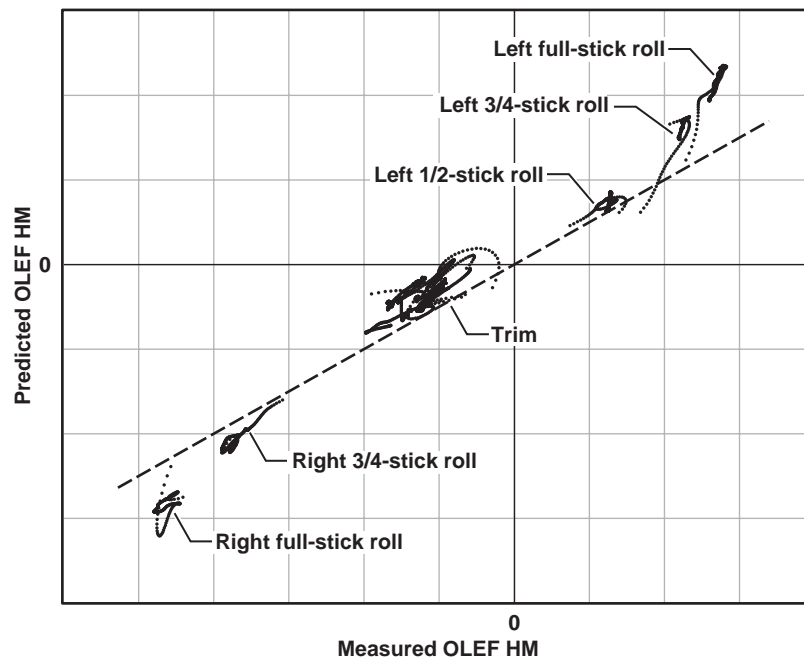 Left full-stick roll
Left 3/4-stick roll
Left 1/2-stick roll
0
Predicted OLEF HM
Trim
Right 3/4-stick roll
Right full-stick roll
0
Measured OLEF HM